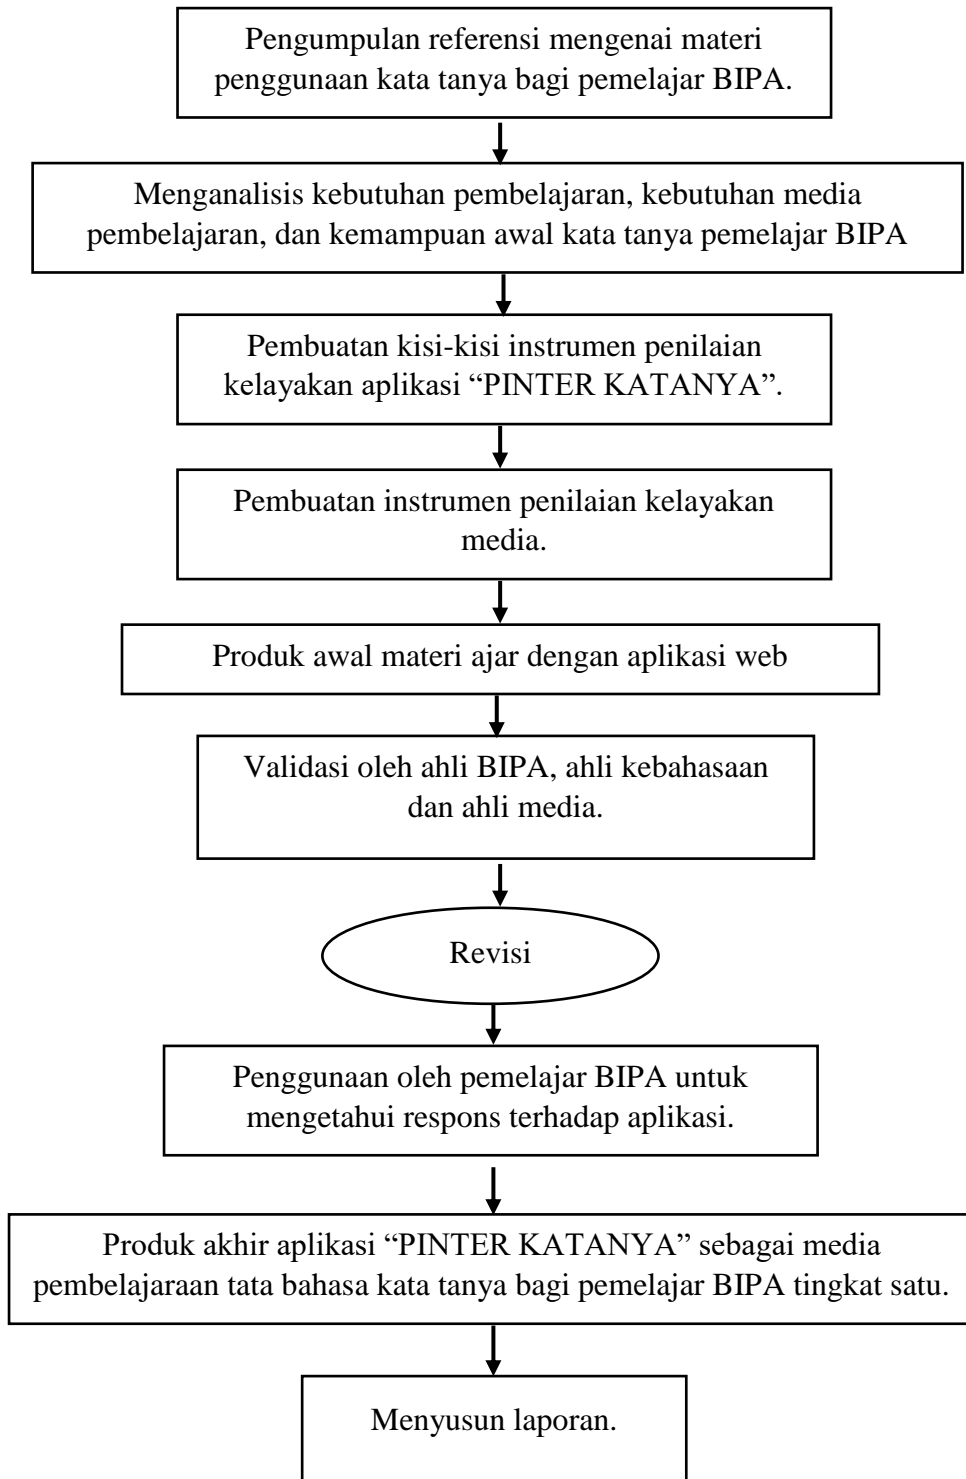 Pengumpulan referensi mengenai materi
penggunaan kata tanya bagi pemelajar BIPA.
Menganalisis kebutuhan pembelajaran, kebutuhan media
pembelajaran, dan kemampuan awal kata tanya pemelajar BIPA
Pembuatan kisi-kisi instrumen penilaian
kelayakan aplikasi “PINTER KATANYA”.
Pembuatan instrumen penilaian kelayakan
media.
Produk awal materi ajar dengan aplikasi web
Validasi oleh ahli BIPA, ahli kebahasaan
dan ahli media.
Revisi
Penggunaan oleh pemelajar BIPA untuk
mengetahui respons terhadap aplikasi.
Produk akhir aplikasi “PINTER KATANYA” sebagai media
pembelajaraan tata bahasa kata tanya bagi pemelajar BIPA tingkat satu.
Menyusun laporan.